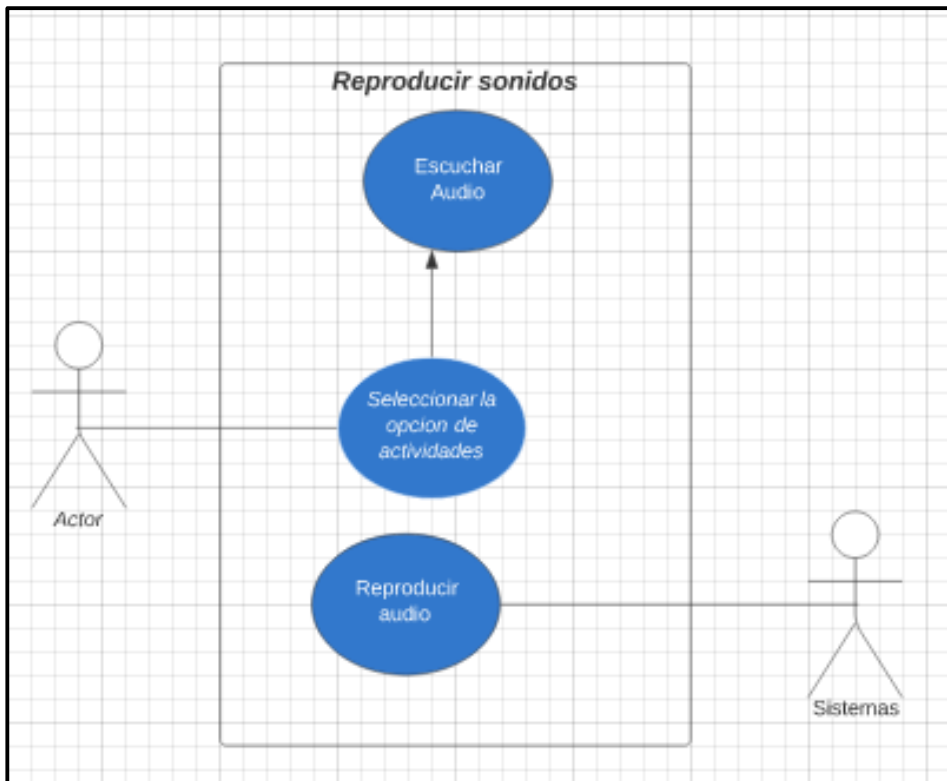 Reproducir sonidos
Escuchar
Audio
Seleccionar la
opcion de
actividades
Actor
Reproducir
audio
Sistemas